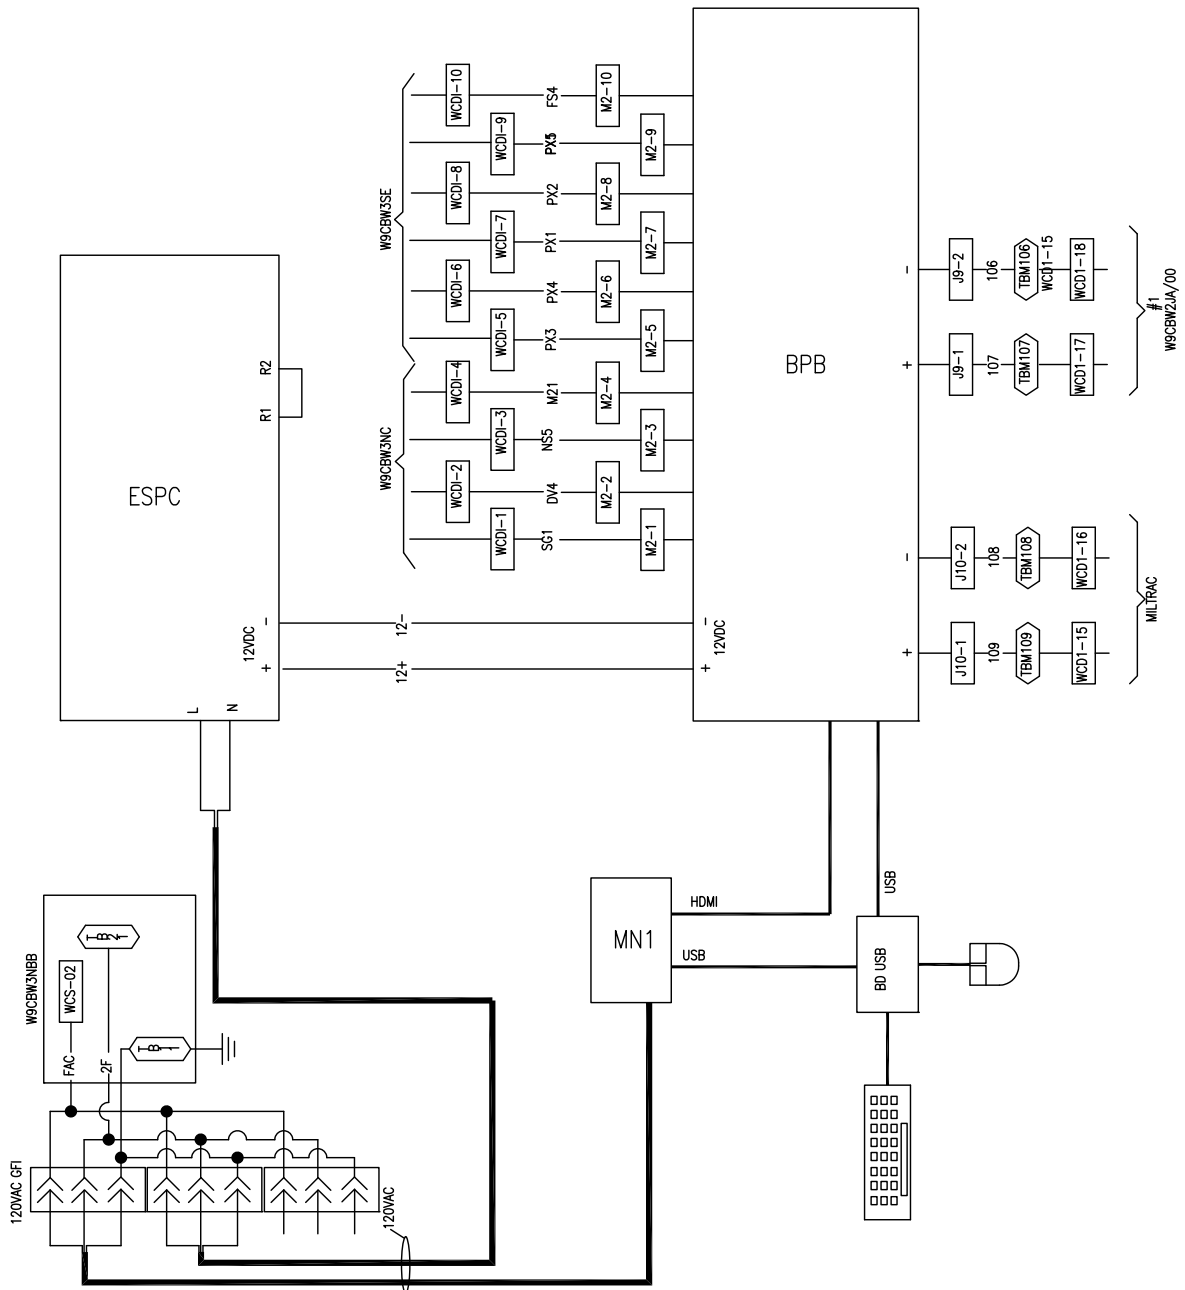 ESPC
R1
R2
12VDC
+
-
L
N
12+
12-
W9CBW3SE
W9CBW3NC
WCDI-10
FS4
M2-10
WCDI-9
M2-9
WCDI-8
PX2
M2-8
WCDI-7
PX1
M2-7
WCDI-6
PX4
M2-6
WCDI-5
PX3
M2-5
WCDI-4
M21
M2-4
WCDI-3
NS5
M2-3
WCDI-2
DV4
M2-2
WCDI-1
SG1
M2-1
BPB
+
-
12VDC
-
J9-2
106
TBM106
WCD1-15
WCD1-18
+
J9-1
107
TBM107
WCD1-17
#1
W9CBW2JA/00
-
J10-2
108
TBM108
WCD1-16
+
J10-1
109
TBM109
WCD1-15
MILTRAC
W9CBW3NBB
WCS-02
TB21
TB1
FAC
2F
120VAC GFI
120VAC
MN1
HDMI
USB
USB
BD USB